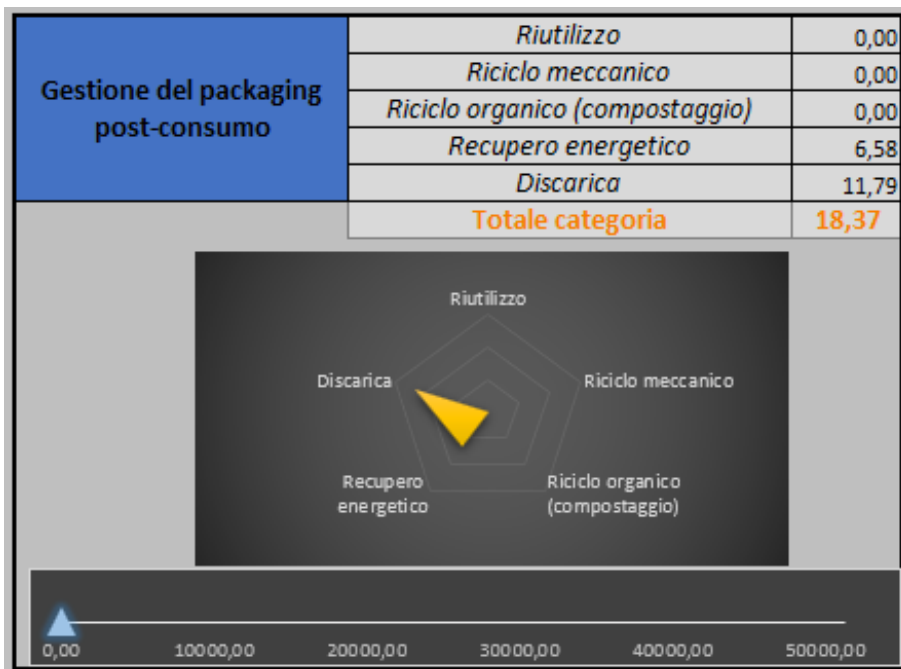 Gestione del packaging
post-consumo
Riutilizzo 0,00
Riciclo meccanico 0,00
Riciclo organico (compostaggio) 0,00
Recupero energetico 6,58
Discarica 11,79
Totale categoria 18,37
Riutilizzo
Discarica
Riciclo meccanico
Recupero
energetico
Riciclo organico
(compostaggio)
0,00 10000,00 20000,00 30000,00 40000,00 50000,00